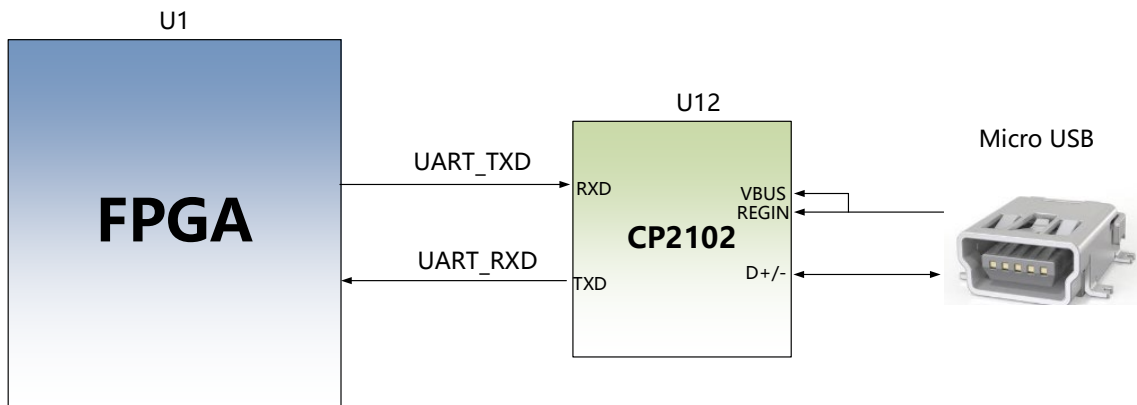 U1
U12
Micro USB
UART_TXD
RXD
VBUS
REGIN
FPGA
CP2102
UART_RXD
TXD
D+/-